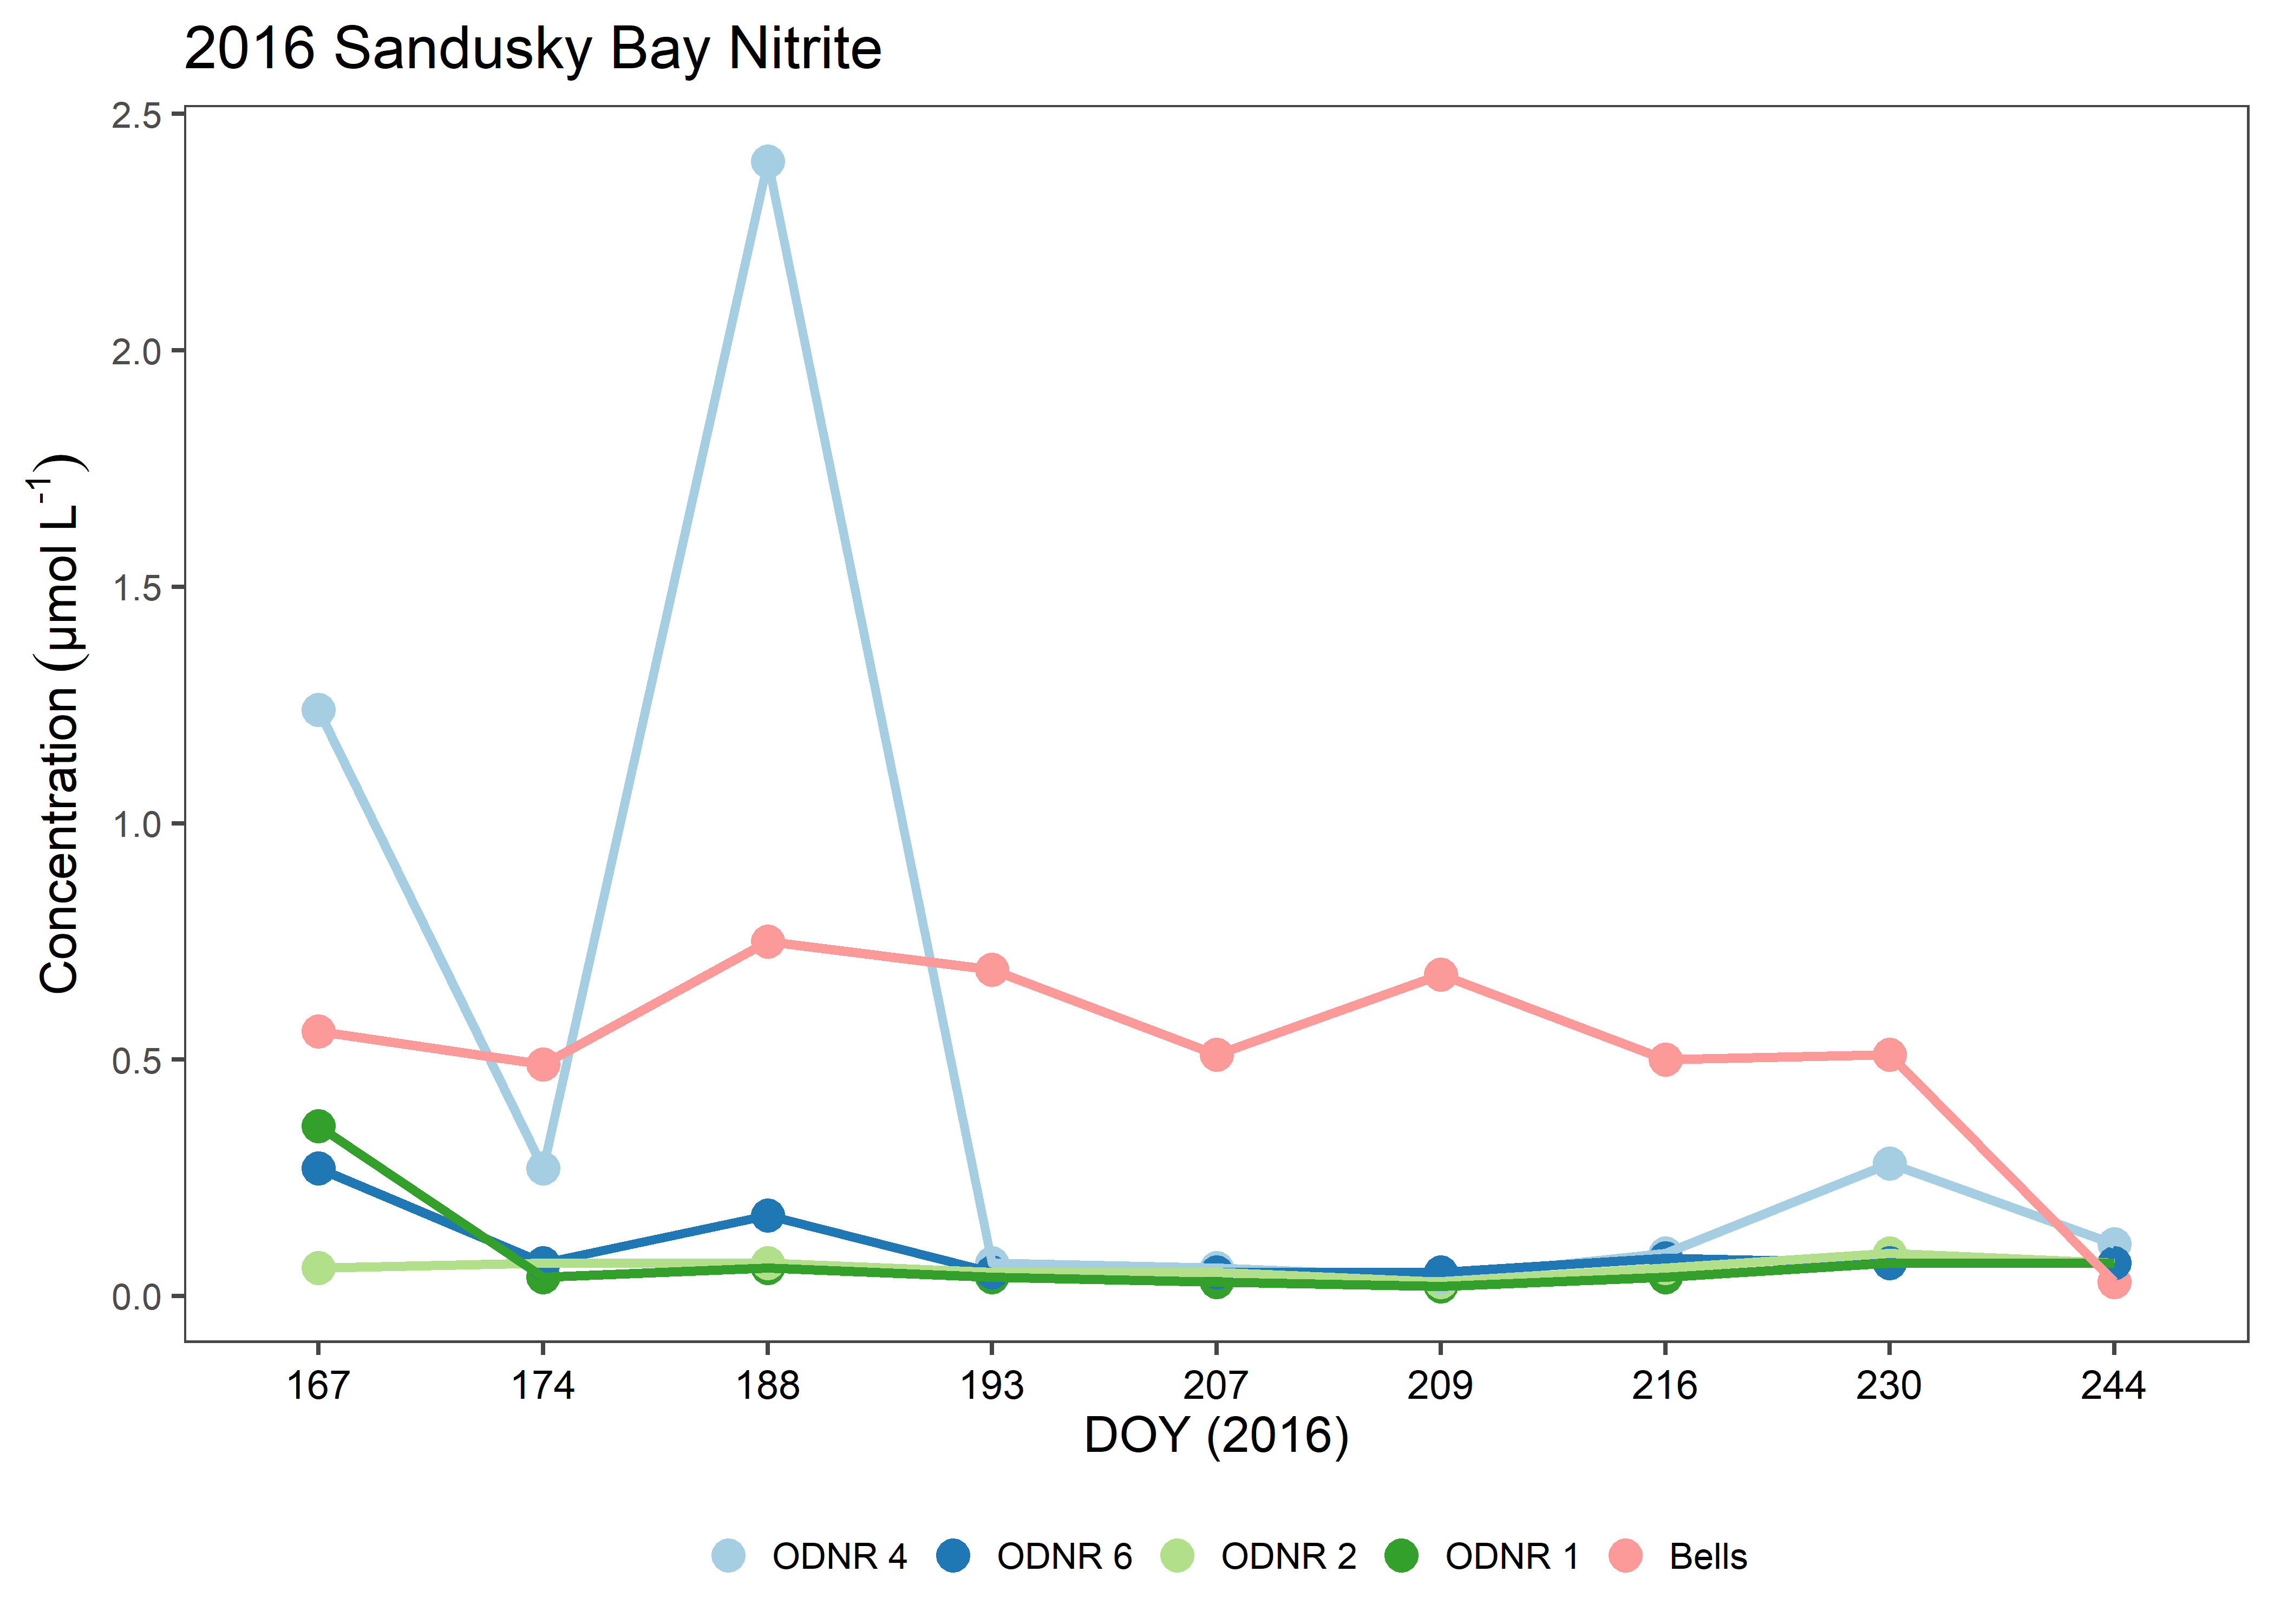 2016 Sandusky Bay Nitrite
2.5
2.0
1.5
1.0
0.5
0.0
Concentration (µmol L⁻¹)
167 174 188 193 207 209 216 230 244
DOY (2016)
ODNR 4 ODNR 6 ODNR 2 ODNR 1 Bells